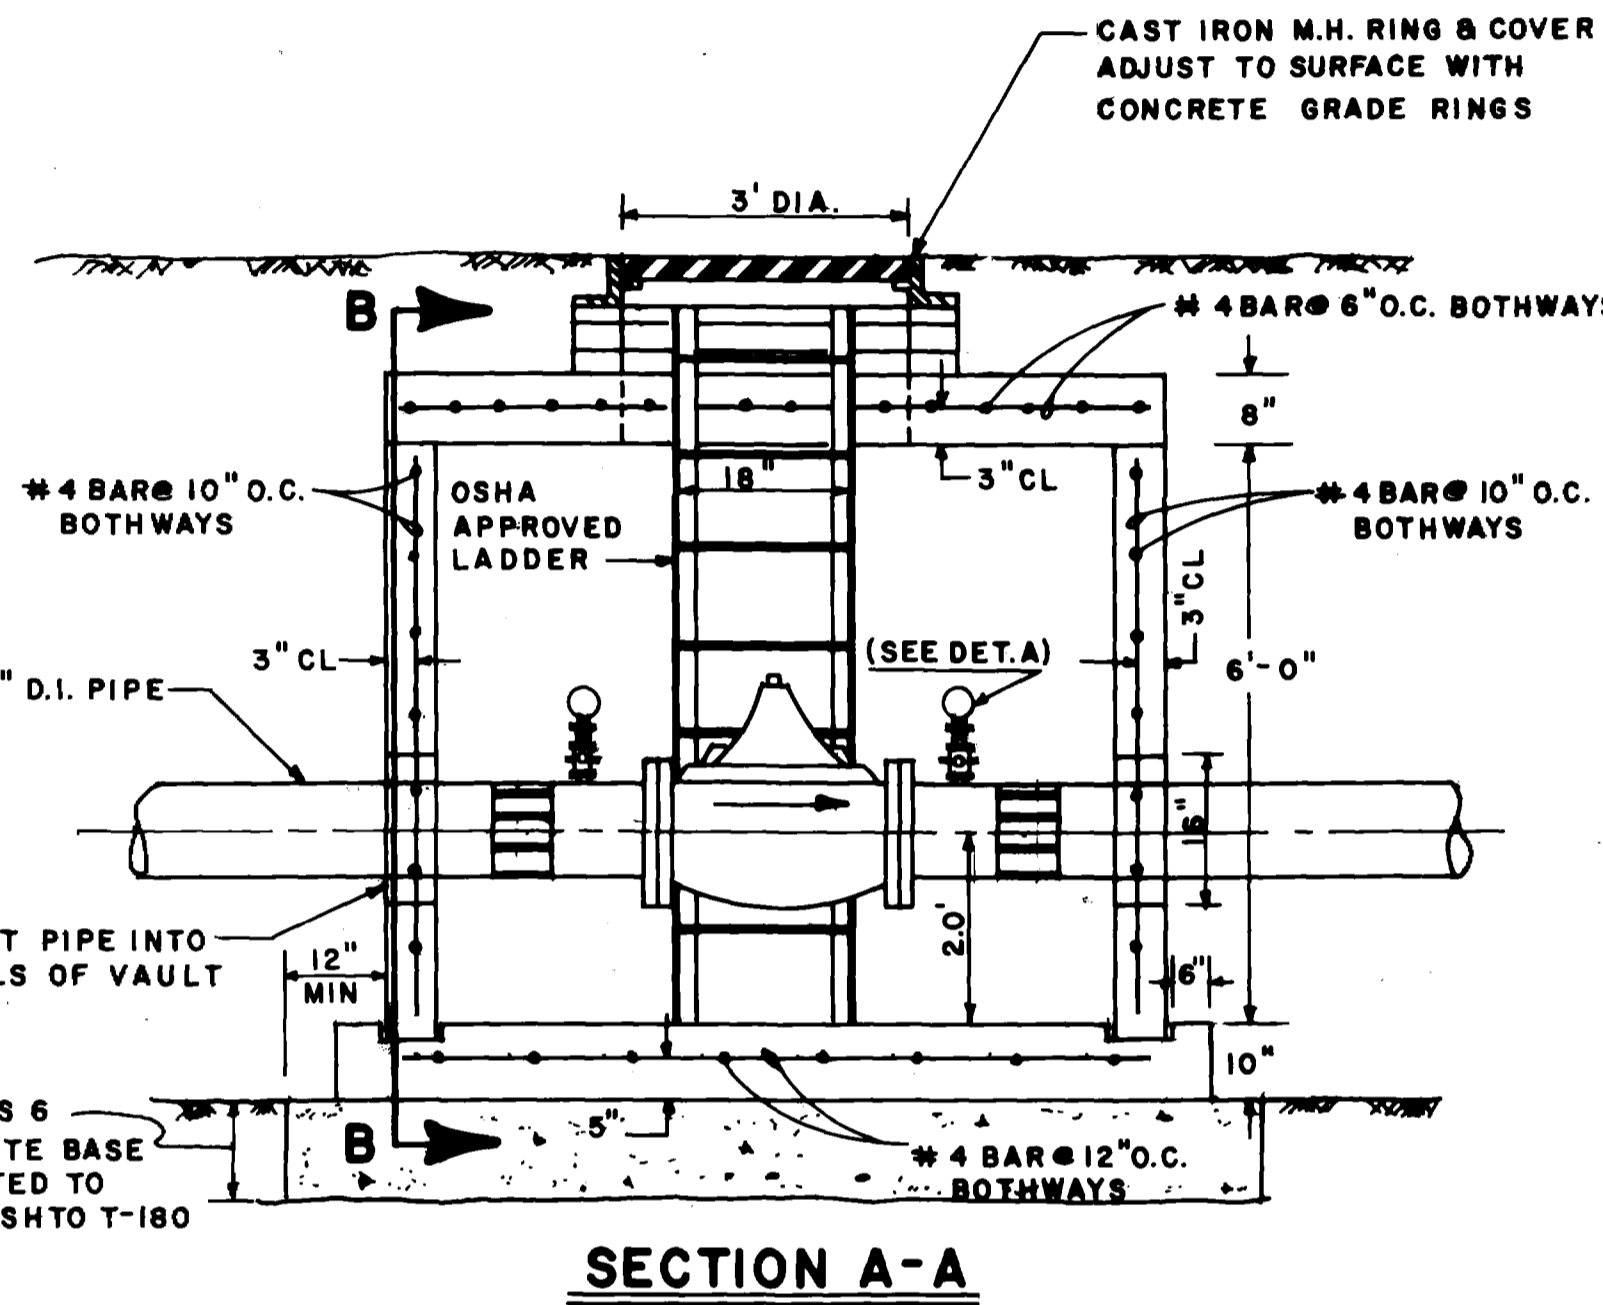 CAST IRON M.H. RING & COVER
ADJUST TO SURFACE WITH
CONCRETE GRADE RINGS
3' DIA.
B
# 4 BAR@ 6" O.C. BOTHWAYS
8"
3" CL
# 4 BAR@ 10" O.C.
BOTHWAYS
OSHA
APPROVED
LADDER
18"
# 4 BAR@ 10" O.C.
BOTHWAYS
3" CL
3" CL
(SEE DET. A)
6'-0"
" D.I. PIPE
16"
2.0'
T PIPE INTO
LS OF VAULT
12"
MIN
6"
10"
S 6
TE BASE
TED TO
SHTO T-180
B
5"
# 4 BAR@ 12" O.C.
BOTHWAYS
SECTION A-A